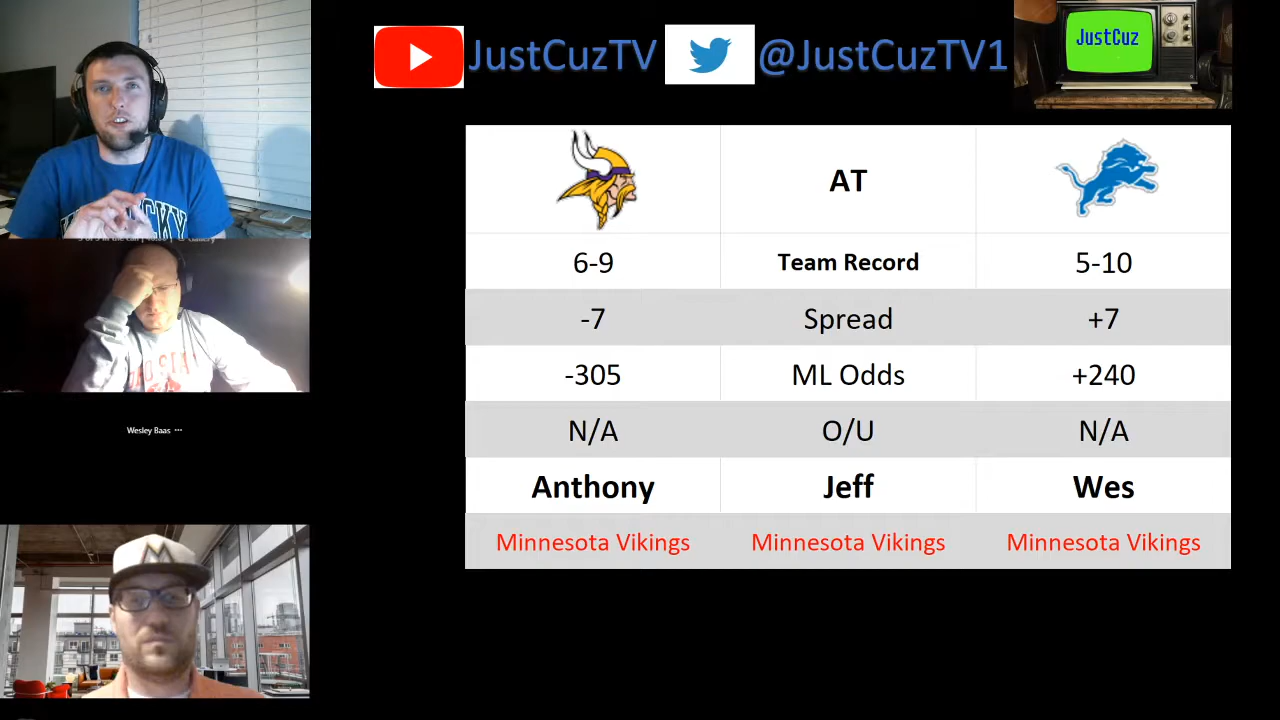 JustCuzTV @JustCuzTV1
JustCuz
AT
6-9 Team Record 5-10
-7 Spread +7
-305 ML Odds +240
N/A O/U N/A
Anthony Jeff Wes
Minnesota Vikings Minnesota Vikings Minnesota Vikings
Wesley Baas ...
M